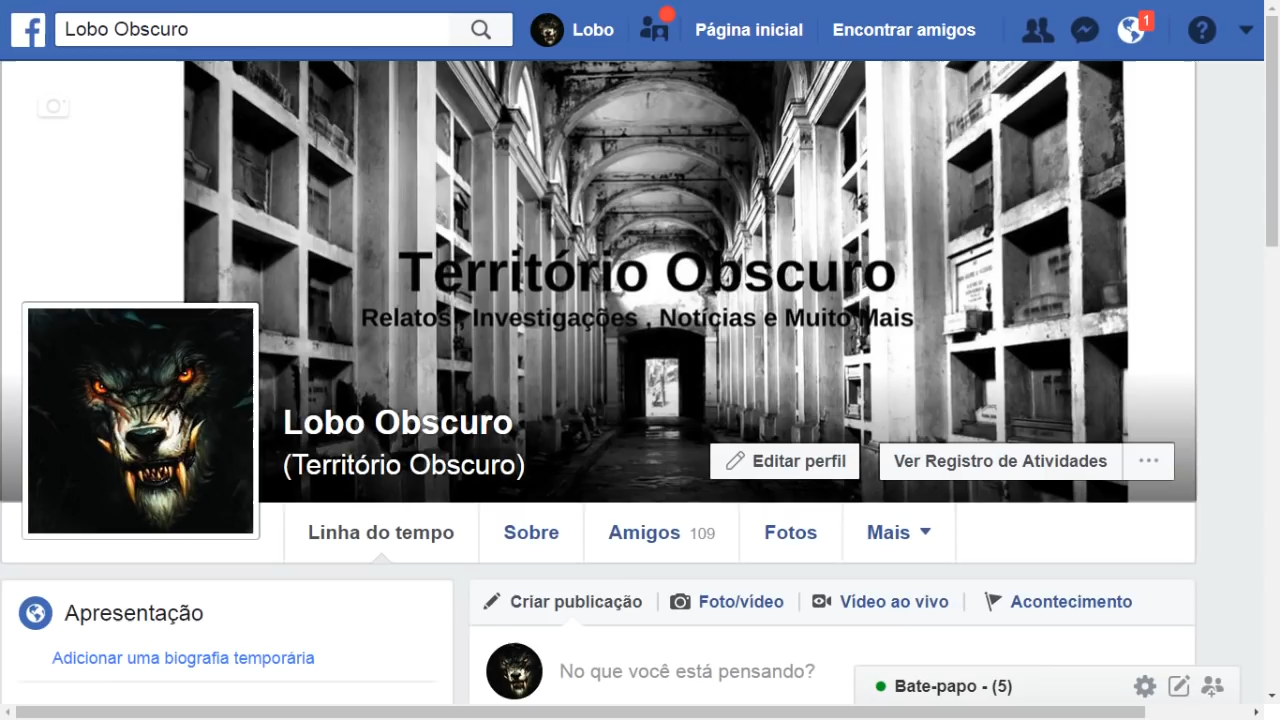 Lobo Obscuro
Lobo
Página inicial
Encontrar amigos
1
Território Obscuro
Relatos , Investigações , Notícias e Muito Mais
Lobo Obscuro
(Território Obscuro)
Editar perfil
Ver Registro de Atividades
Linha do tempo
Sobre
Amigos 109
Fotos
Mais
Apresentação
Adicionar uma biografia temporária
Criar publicação
Foto/vídeo
Vídeo ao vivo
Acontecimento
No que você está pensando?
Bate-papo - (5)